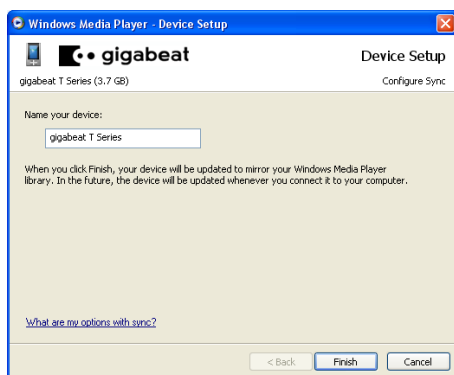 Windows Media Player - Device Setup
gigabeat
Device Setup
gigabeat T Series (3.7 GB)
Configure Sync
Name your device:
gigabeat T Series
When you click Finish, your device will be updated to mirror your Windows Media Player
library. In the future, the device will be updated whenever you connect it to your computer.
What are my options with sync?
< Back
Finish
Cancel